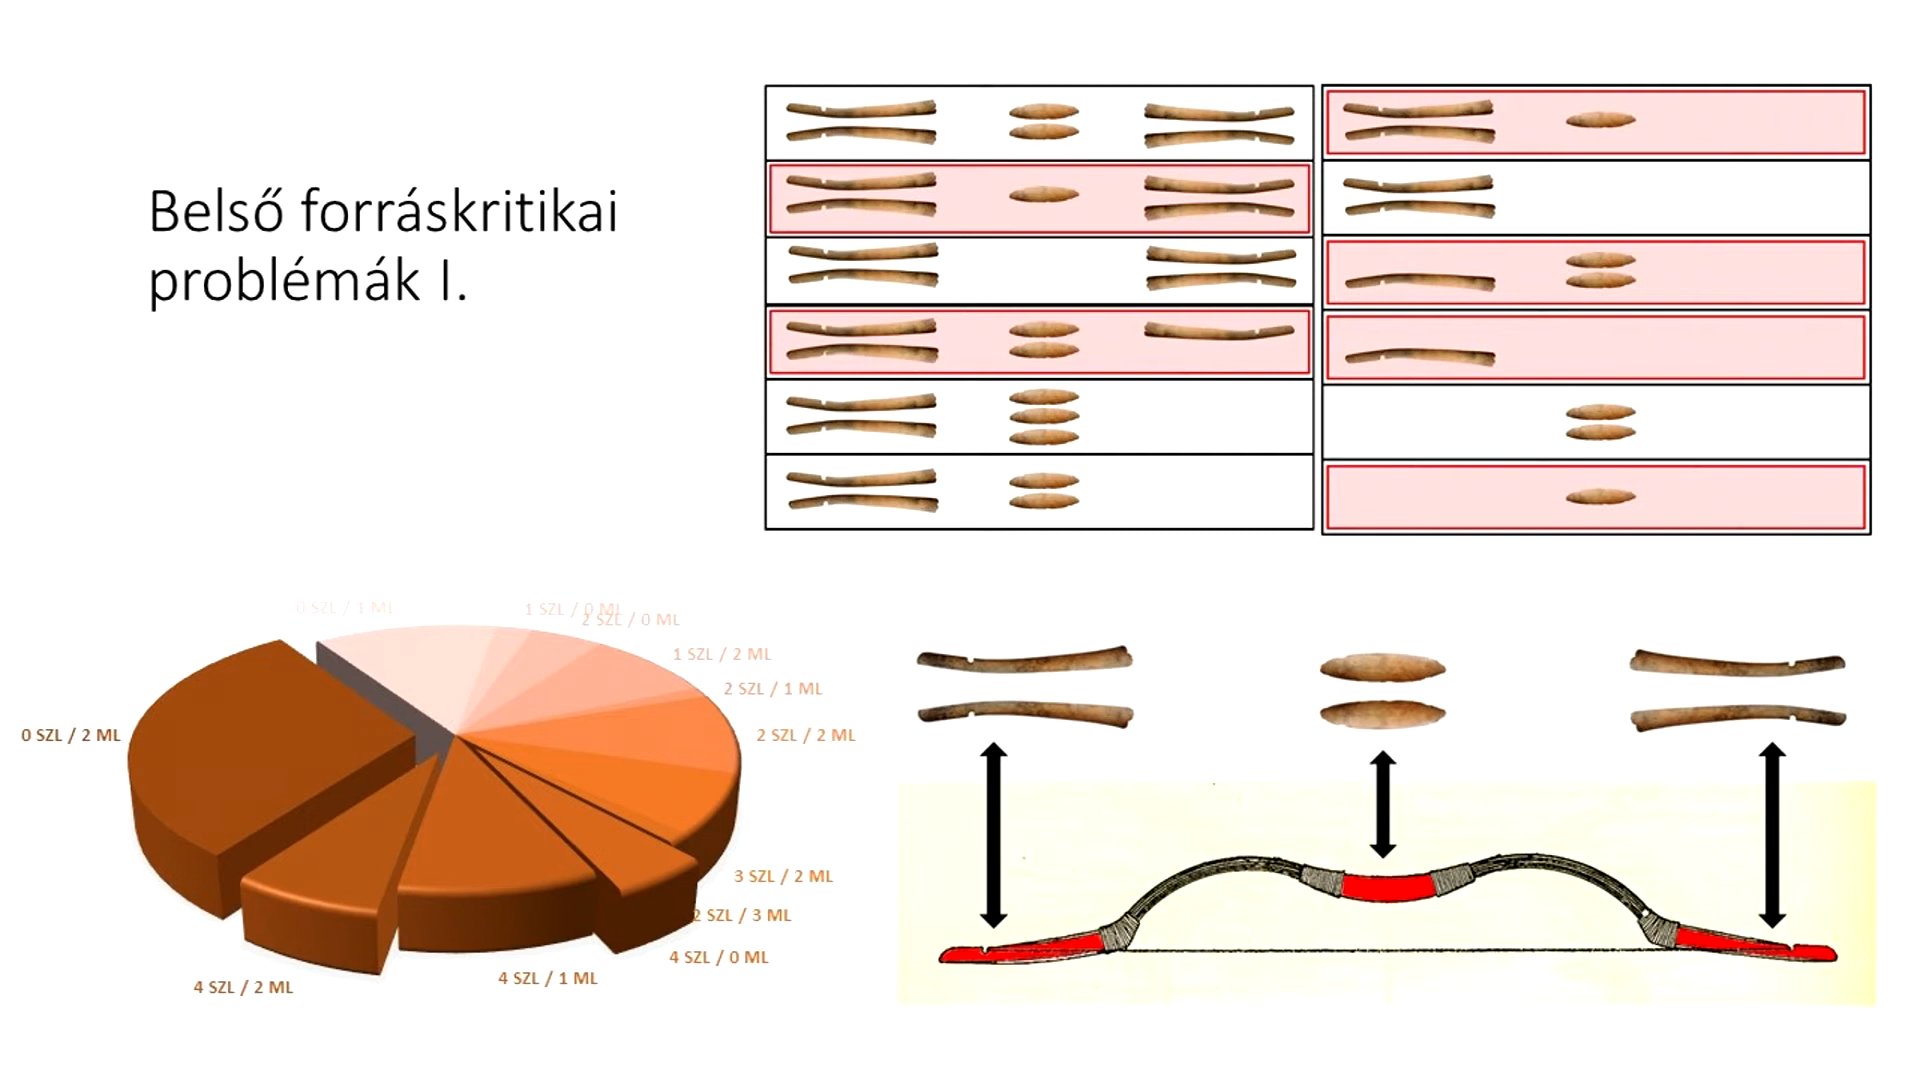 Belső forráskritikai
problémák I.
0 SZL / 1 ML
1 SZL / 0 ML
2 SZL / 0 ML
1 SZL / 2 ML
2 SZL / 1 ML
2 SZL / 2 ML
0 SZL / 2 ML
3 SZL / 2 ML
2 SZL / 3 ML
4 SZL / 0 ML
4 SZL / 1 ML
4 SZL / 2 ML